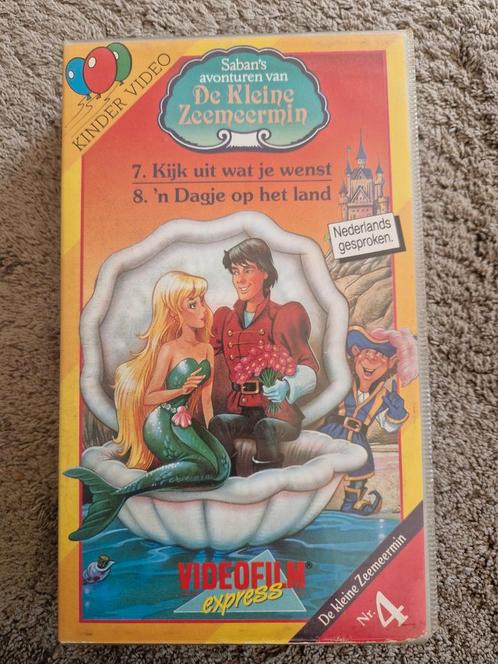 KINDER VIDEO
Saban's
avonturen van
De Kleine
Zeemeermin
7. Kijk uit wat je wenst
8. 'n Dagje op het land
Nederlands
gesproken.
VIDEOFILM®
express
De kleine Zeemeermin
Nr. 4